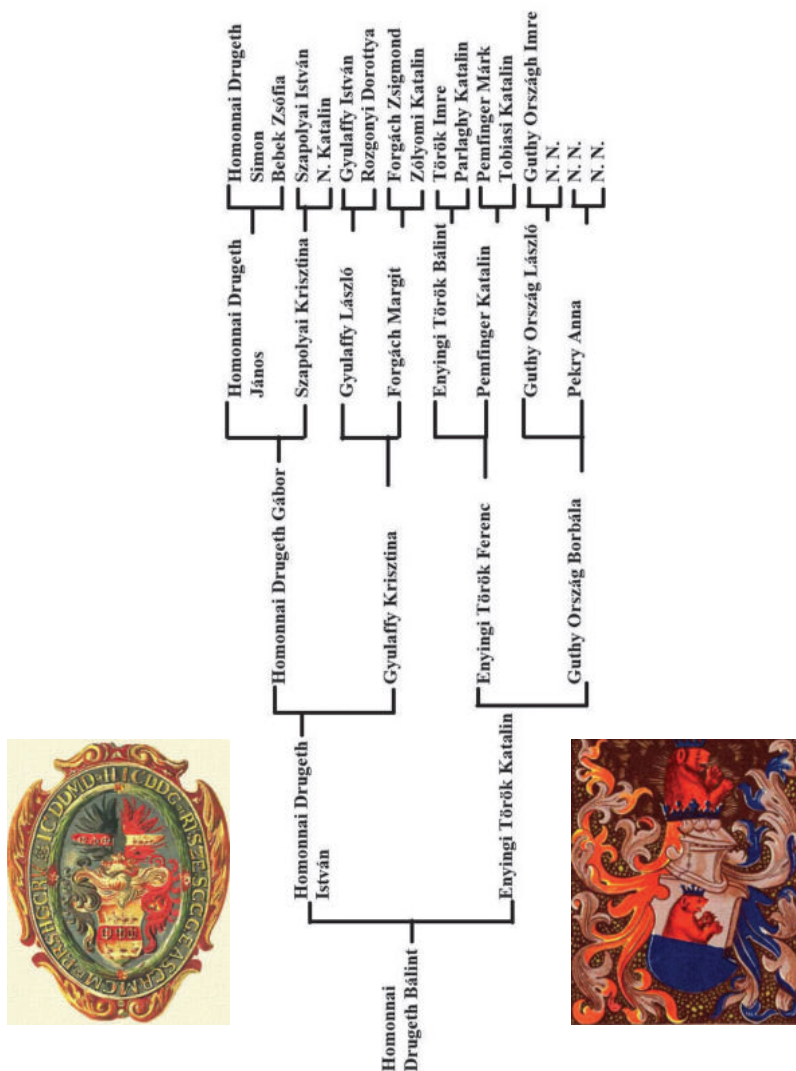 Homonnai
Drugeth Bálint
Homonnai Drugeth
István
Enyingi Török Katalin
Homonnai Drugeth Gábor
Gyulaffy Krisztina
Enyingi Török Ferenc
Guthy Ország Borbála
Homonnai Drugeth
János
Szapolyai Krisztina
Gyulaffy László
Forgách Margit
Enyingi Török Bálint
Pemfinger Katalin
Guthy Ország László
Pekry Anna
Homonnai Drugeth
Simon
Bebek Zsófia
Szapolyai István
N. Katalin
Gyulaffy István
Rozgonyi Dorottya
Forgách Zsigmond
Zólyomi Katalin
Török Imre
Parlaghy Katalin
Pemfinger Márk
Tobiasi Katalin
Guthy Országh Imre
N. N.
N. N.
N. N.